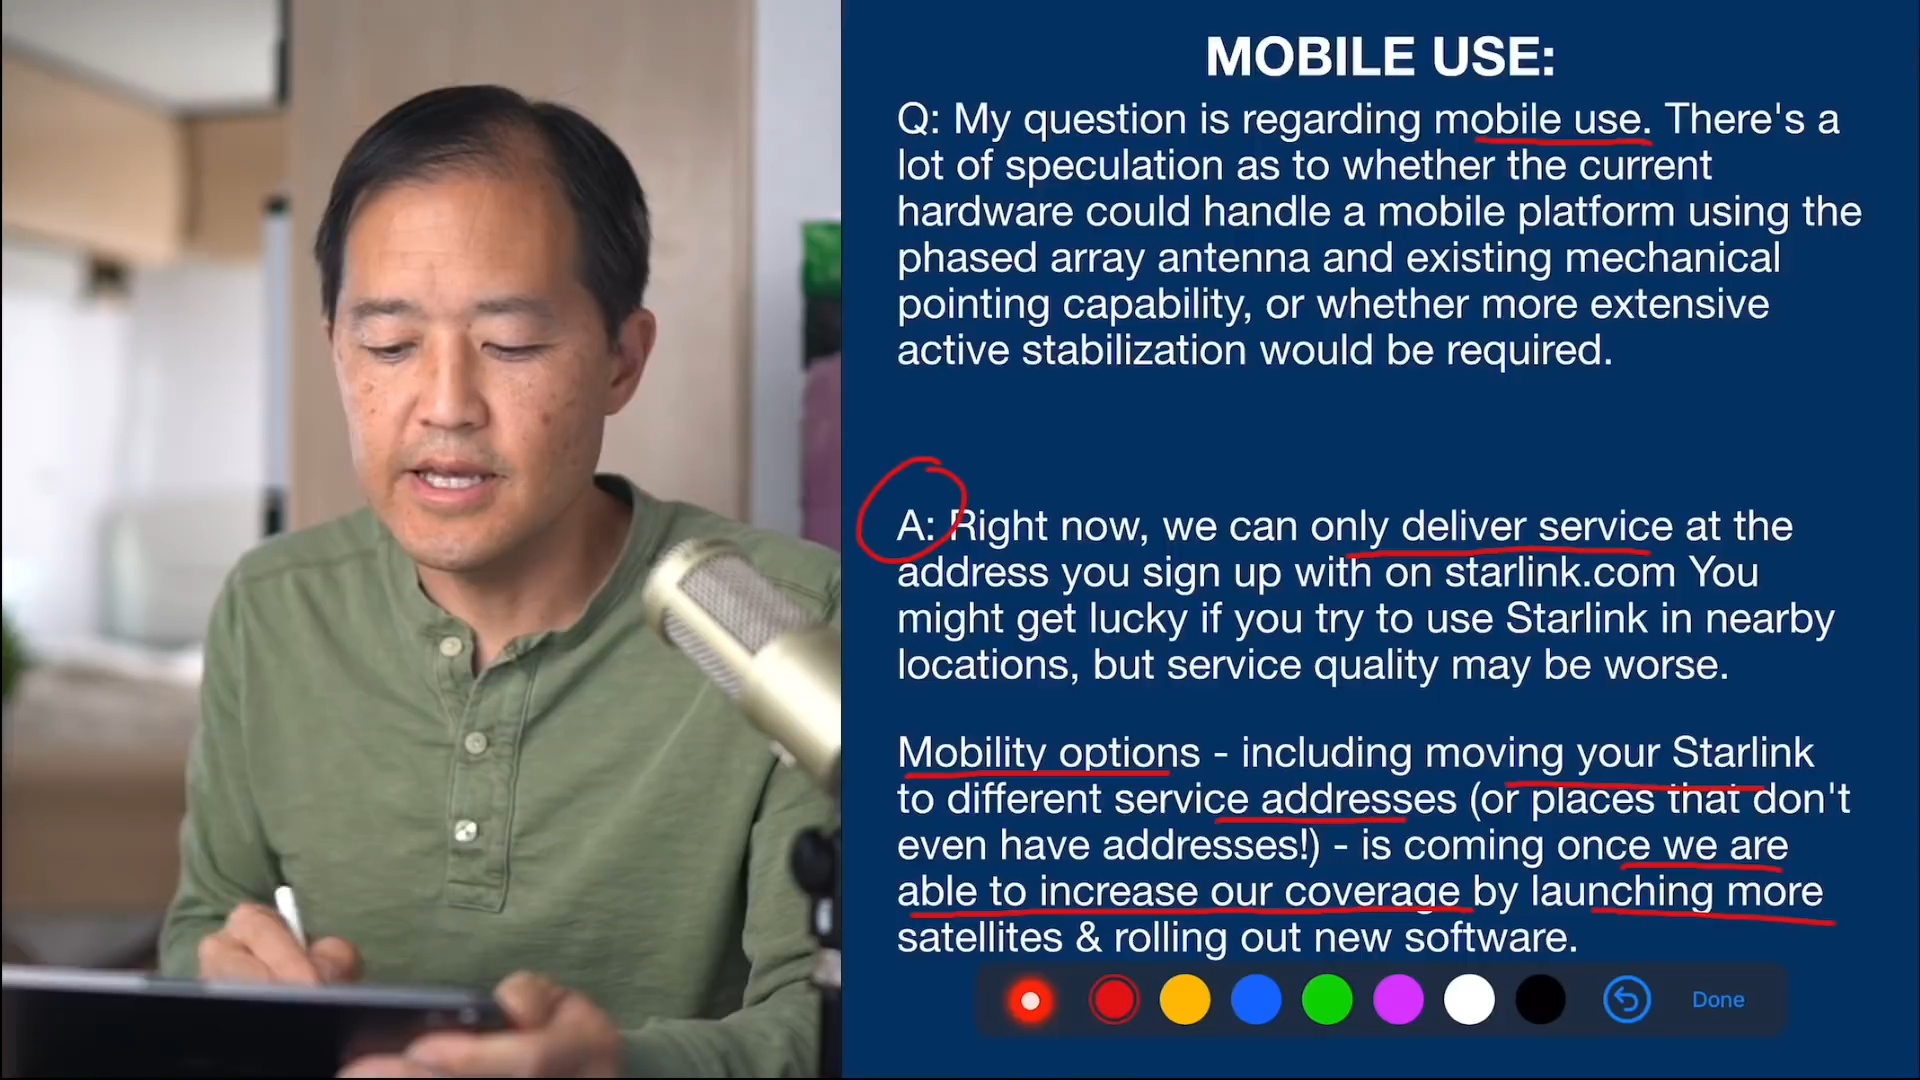 MOBILE USE:
Q: My question is regarding mobile use. There's a
lot of speculation as to whether the current
hardware could handle a mobile platform using the
phased array antenna and existing mechanical
pointing capability, or whether more extensive
active stabilization would be required.
A: Right now, we can only deliver service at the
address you sign up with on starlink.com You
might get lucky if you try to use Starlink in nearby
locations, but service quality may be worse.
Mobility options - including moving your Starlink
to different service addresses (or places that don't
even have addresses!) - is coming once we are
able to increase our coverage by launching more
satellites & rolling out new software.
Done